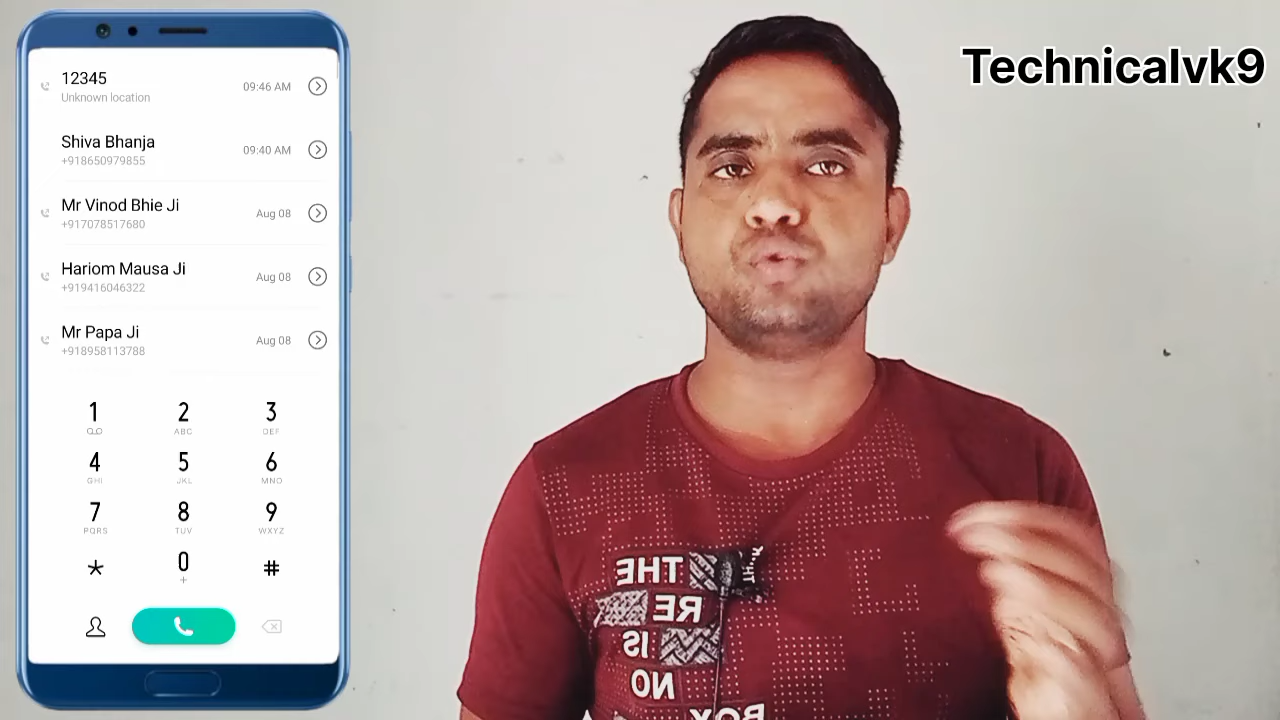 12345
Unknown location
09:46 AM
Shiva Bhanja
+918650979855
09:40 AM
Mr Vinod Bhie Ji
+917078517680
Aug 08
Hariom Mausa Ji
+919416046322
Aug 08
Mr Papa Ji
+918958113788
Aug 08
1 2 3
ABC DEF
4 5 6
GHI JKL MNO
7 8 9
PQRS TUV WXYZ
* 0 #
+
Technicalvk9
THE
RE
IS
NO
BOX